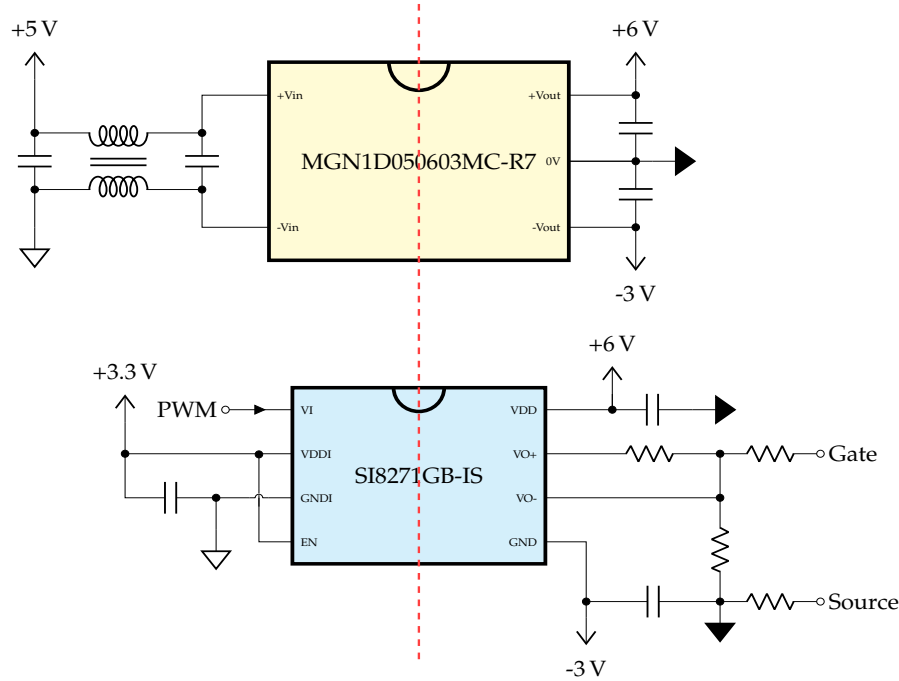 +5 V
+6 V
+Vin
+Vout
MGN1D050603MC-R7
0V
-Vin
-Vout
-3 V
+6 V
+3.3 V
PWM
VI
VDD
VDDI
VO+
Gate
SI8271GB-IS
GNDI
VO-
EN
GND
Source
-3 V